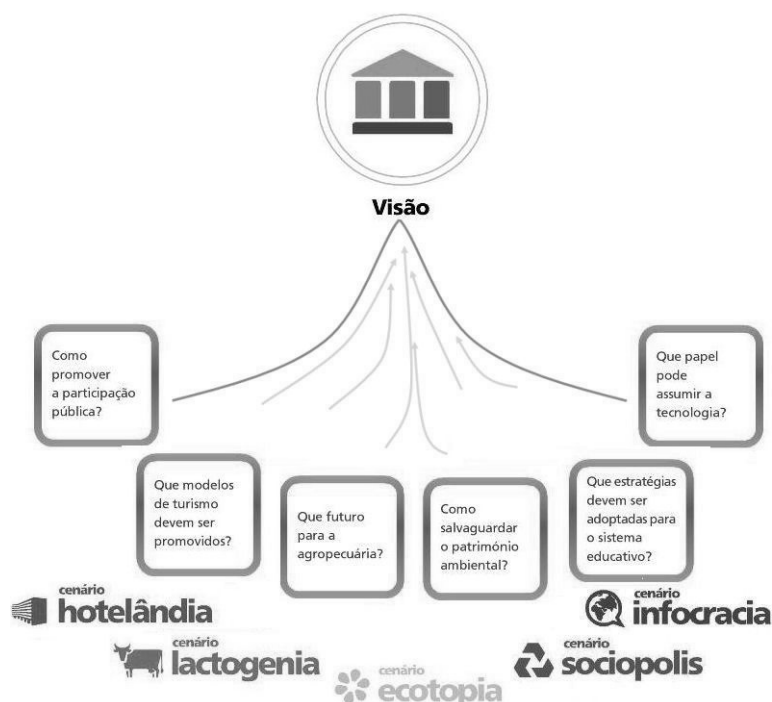 Visão
Como
promover
a participação
pública?
Que papel
pode
assumir a
tecnologia?
Que modelos
de turismo
devem ser
promovidos?
Que futuro
para a
agropecuária?
Como
salvaguardar
o património
ambiental?
Que estratégias
devem ser
adoptadas para
o sistema
educativo?
cenário
hotelândia
cenário
infocracia
cenário
lactogenia
cenário
sociopolis
cenário
ecotopia